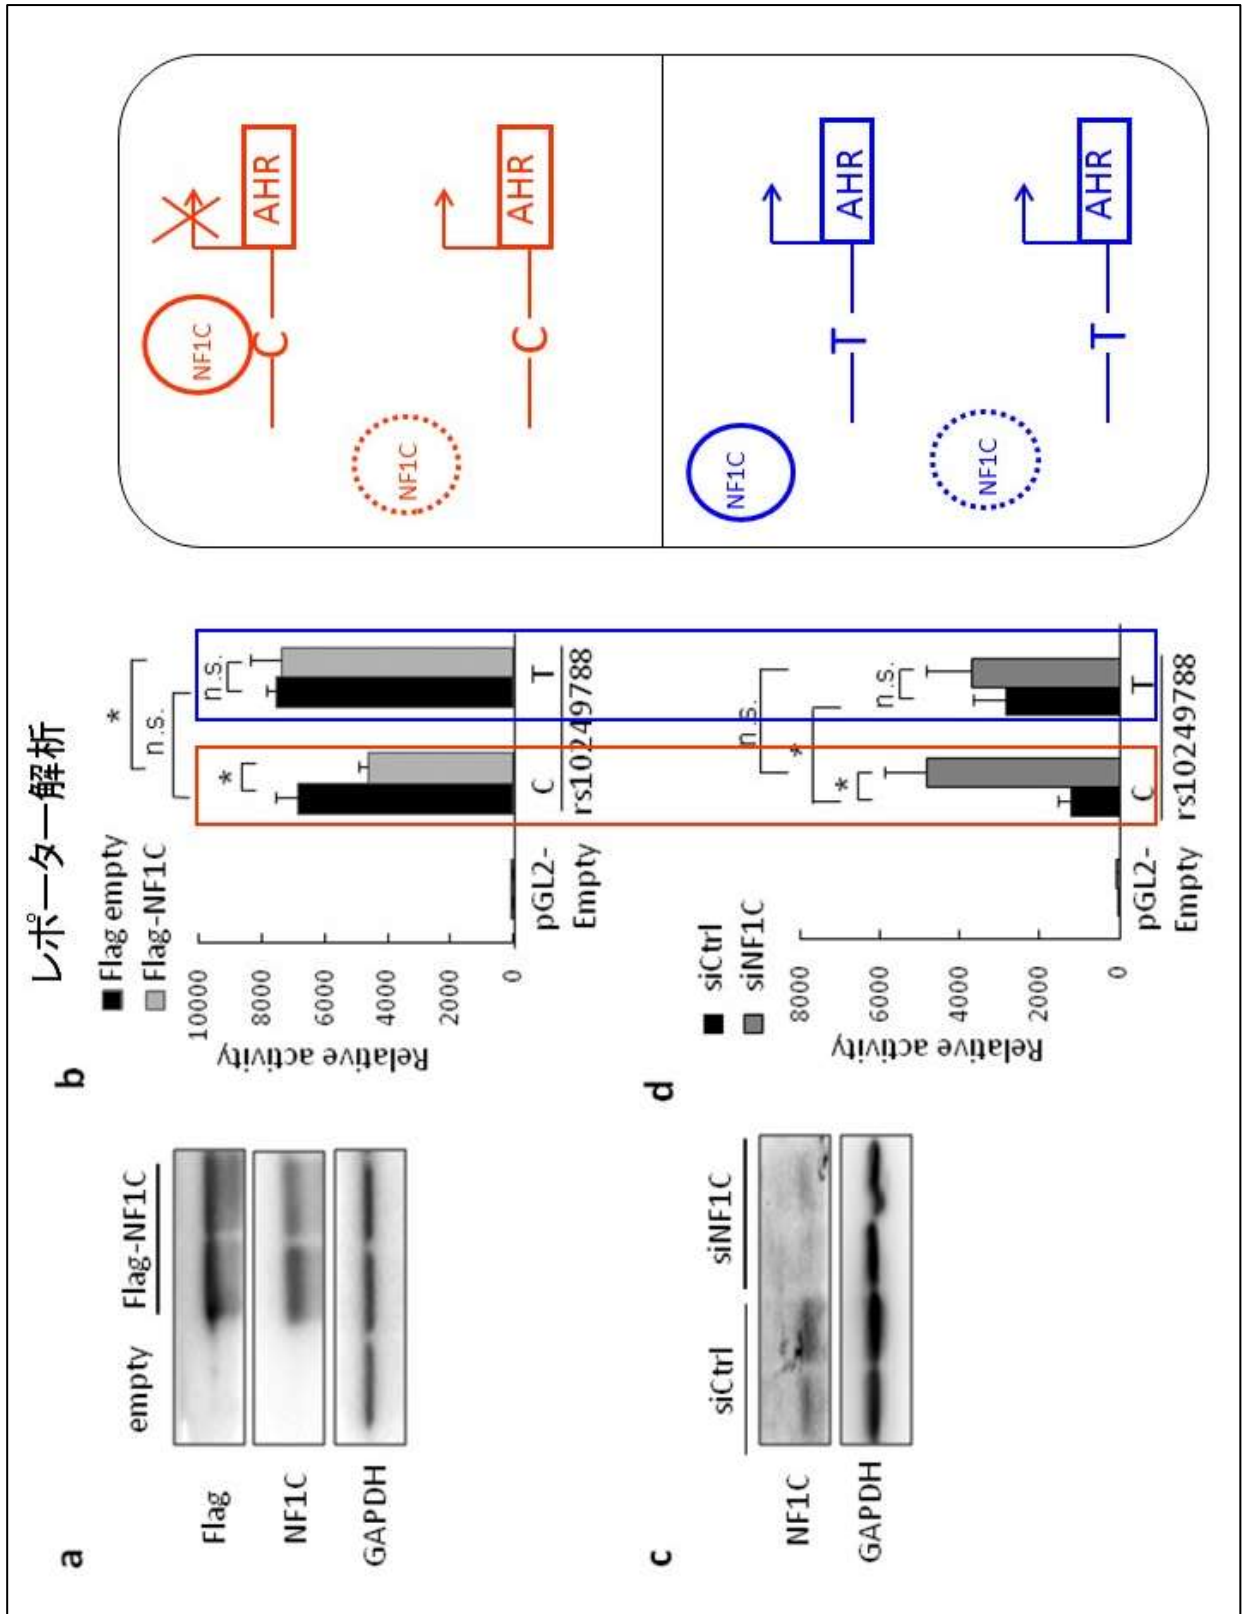 レポーター解析
a
empty Flag-NF1C
Flag
NF1C
GAPDH
b
Flag empty
Flag-NF1C
Relative activity
10000
8000
6000
4000
2000
0
*
n.s.
* n.s.
pGL2-Empty
C T
rs10249788
c
siCtrl siNF1C
NF1C
GAPDH
d
siCtrl
siNF1C
Relative activity
8000
6000
4000
2000
0
n.s.
*
* n.s.
pGL2-Empty
C T
rs10249788
NF1C
C AHR
NF1C
C AHR
NF1C
T AHR
NF1C
T AHR